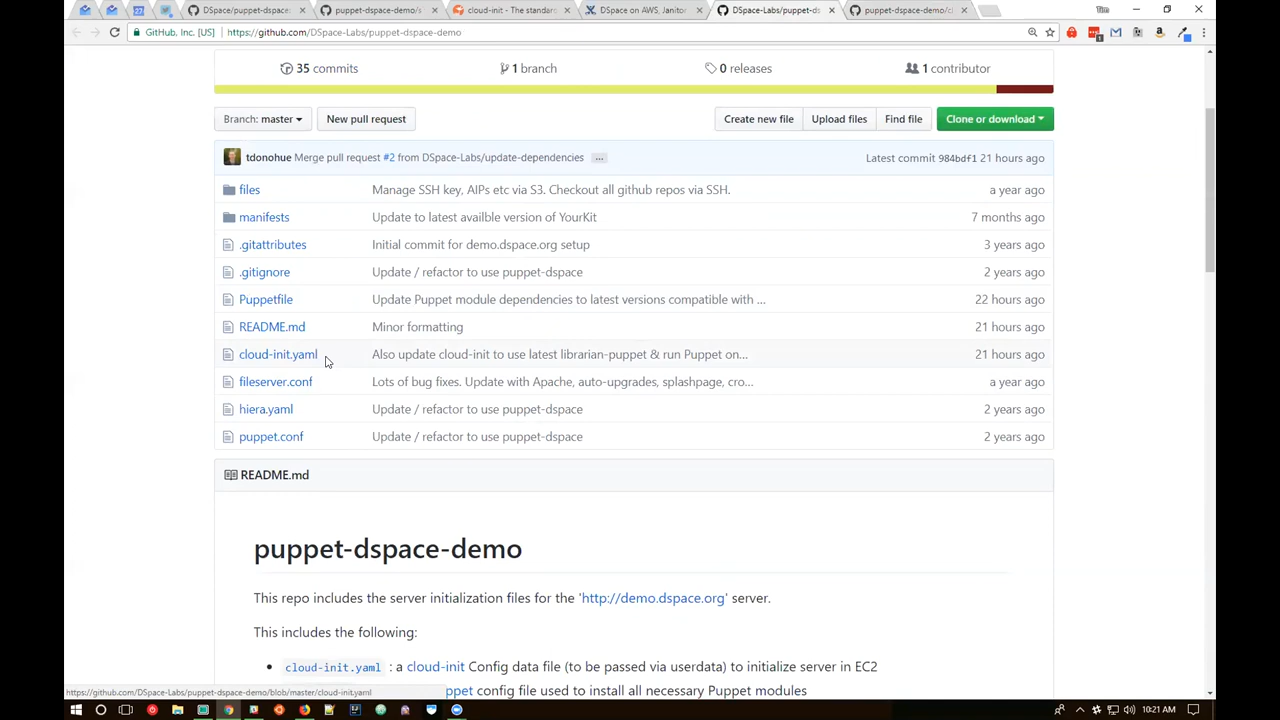 DSpace/puppet-dspace:
puppet-dspace-demo/a
cloud-init - The standard
DSpace on AWS, Janitor
DSpace-Labs/puppet-ds
puppet-dspace-demo/cl
Tim
GitHub, Inc. [US]
https://github.com/DSpace-Labs/puppet-dspace-demo
35 commits
1 branch
0 releases
1 contributor
Branch: master
New pull request
Create new file
Upload files
Find file
Clone or download
tdonohue Merge pull request #2 from DSpace-Labs/update-dependencies ...
Latest commit 984bdf1 21 hours ago
files
Manage SSH key, AIPs etc via S3. Checkout all github repos via SSH.
a year ago
manifests
Update to latest availble version of YourKit
7 months ago
.gitattributes
Initial commit for demo.dspace.org setup
3 years ago
.gitignore
Update / refactor to use puppet-dspace
2 years ago
Puppetfile
Update Puppet module dependencies to latest versions compatible with ...
22 hours ago
README.md
Minor formatting
21 hours ago
cloud-init.yaml
Also update cloud-init to use latest librarian-puppet & run Puppet on...
21 hours ago
fileserver.conf
Lots of bug fixes. Update with Apache, auto-upgrades, splashpage, cro...
a year ago
hiera.yaml
Update / refactor to use puppet-dspace
2 years ago
puppet.conf
Update / refactor to use puppet-dspace
2 years ago
README.md
puppet-dspace-demo
This repo includes the server initialization files for the 'http://demo.dspace.org' server.
This includes the following:
• cloud-init.yaml : a cloud-init Config data file (to be passed via userdata) to initialize server in EC2
ppet config file used to install all necessary Puppet modules
https://github.com/DSpace-Labs/puppet-dspace-demo/blob/master/cloud-init.yaml
10:21 AM